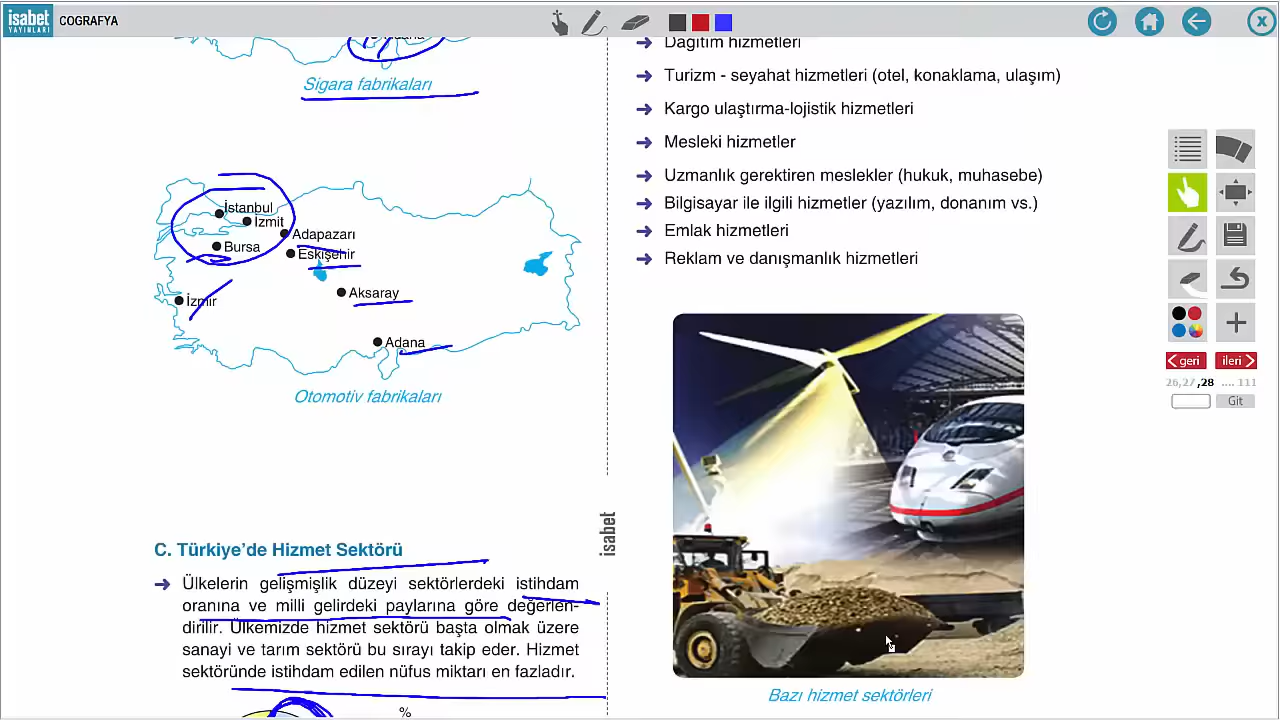 isabet
YAYINLARI
COGRAFYA
Sigara fabrikaları
İstanbul
İzmit
Adapazarı
Bursa
Eskişehir
Aksaray
İzmir
Adana
Otomotiv fabrikaları
C. Türkiye'de Hizmet Sektörü
Ülkelerin gelişmişlik düzeyi sektörlerdeki istihdam
oranına ve milli gelirdeki paylarına göre değerlen-
dirilir. Ülkemizde hizmet sektörü başta olmak üzere
sanayi ve tarım sektörü bu sırayı takip eder. Hizmet
sektöründe istihdam edilen nüfus miktarı en fazladır.
%
isabet
Dağıtım hizmetleri
Turizm - seyahat hizmetleri (otel, konaklama, ulaşım)
Kargo ulaştırma-lojistik hizmetleri
Mesleki hizmetler
Uzmanlık gerektiren meslekler (hukuk, muhasebe)
Bilgisayar ile ilgili hizmetler (yazılım, donanım vs.)
Emlak hizmetleri
Reklam ve danışmanlık hizmetleri
Bazı hizmet sektörleri
geri
ileri
26,27,28 .... 111
Git